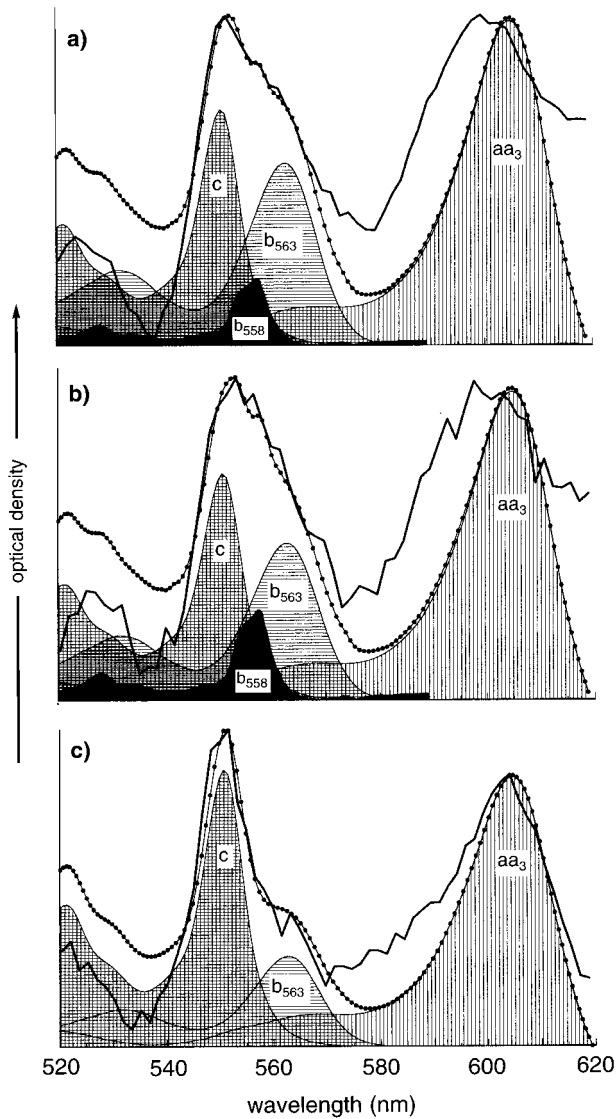 a)
c
b563
aa3
b558
b)
c
b563
aa3
b558
optical density
c)
c
b563
aa3
520 540 560 580 600 620
wavelength (nm)